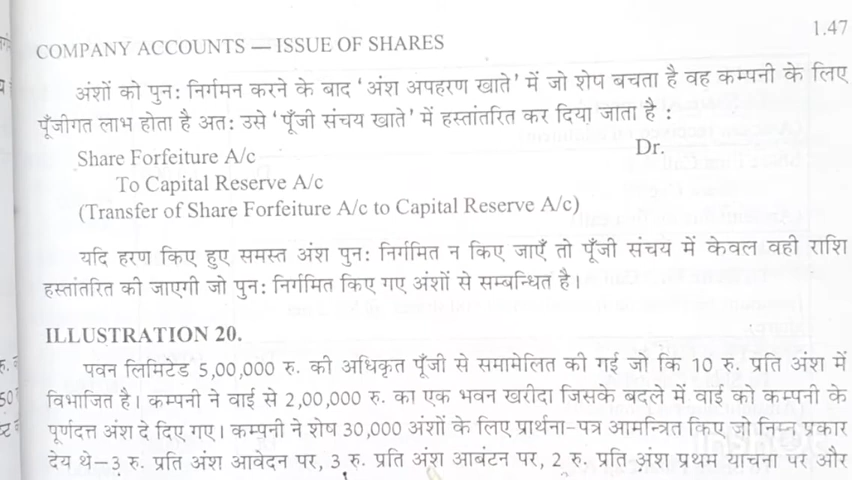 1.47
COMPANY ACCOUNTS — ISSUE OF SHARES
अंशों को पुन: निर्गमन करने के बाद ‘अंश अपहरण खाते’ में जो शेष बचता है वह कम्पनी के लिए
पूँजीगत लाभ होता है अत: उसे ‘पूँजी संचय खाते’ में हस्तांतरित कर दिया जाता है :
Share Forfeiture A/c Dr.
To Capital Reserve A/c
(Transfer of Share Forfeiture A/c to Capital Reserve A/c)
यदि हरण किए हुए समस्त अंश पुन: निर्गमित न किए जाएँ तो पूँजी संचय में केवल वही राशि
हस्तांतरित की जाएगी जो पुन: निर्गमित किए गए अंशों से सम्बन्धित है।
ILLUSTRATION 20.
पवन लिमिटेड 5,00,000 रु. की अधिकृत पूँजी से समामेलित की गई जो कि 10 रु. प्रति अंश में
विभाजित है। कम्पनी ने वाई से 2,00,000 रु. का एक भवन खरीदा जिसके बदले में वाई को कम्पनी के
पूर्णदत्त अंश दे दिए गए। कम्पनी ने शेष 30,000 अंशों के लिए प्रार्थना-पत्र आमन्त्रित किए जो निम्न प्रकार
देय थे—3 रु. प्रति अंश आवेदन पर, 3 रु. प्रति अंश आबंटन पर, 2 रु. प्रति अंश प्रथम याचना पर और